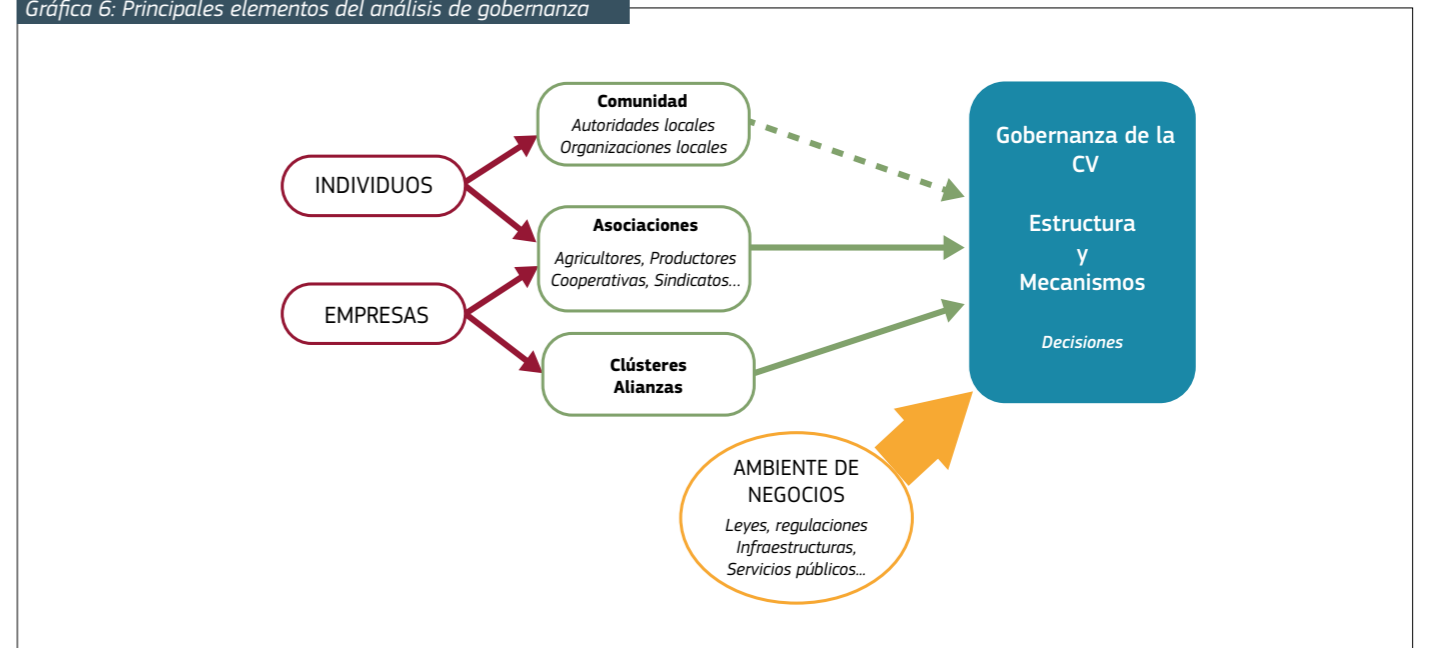 Gráfica 6: Principales elementos del análisis de gobernanza
INDIVIDUOS
EMPRESAS
Comunidad
Autoridades locales
Organizaciones locales
Asociaciones
Agricultores, Productores
Cooperativas, Sindicatos...
Clústeres
Alianzas
Gobernanza de la
CV
Estructura
y
Mecanismos
Decisiones
AMBIENTE DE
NEGOCIOS
Leyes, regulaciones
Infraestructuras,
Servicios públicos...